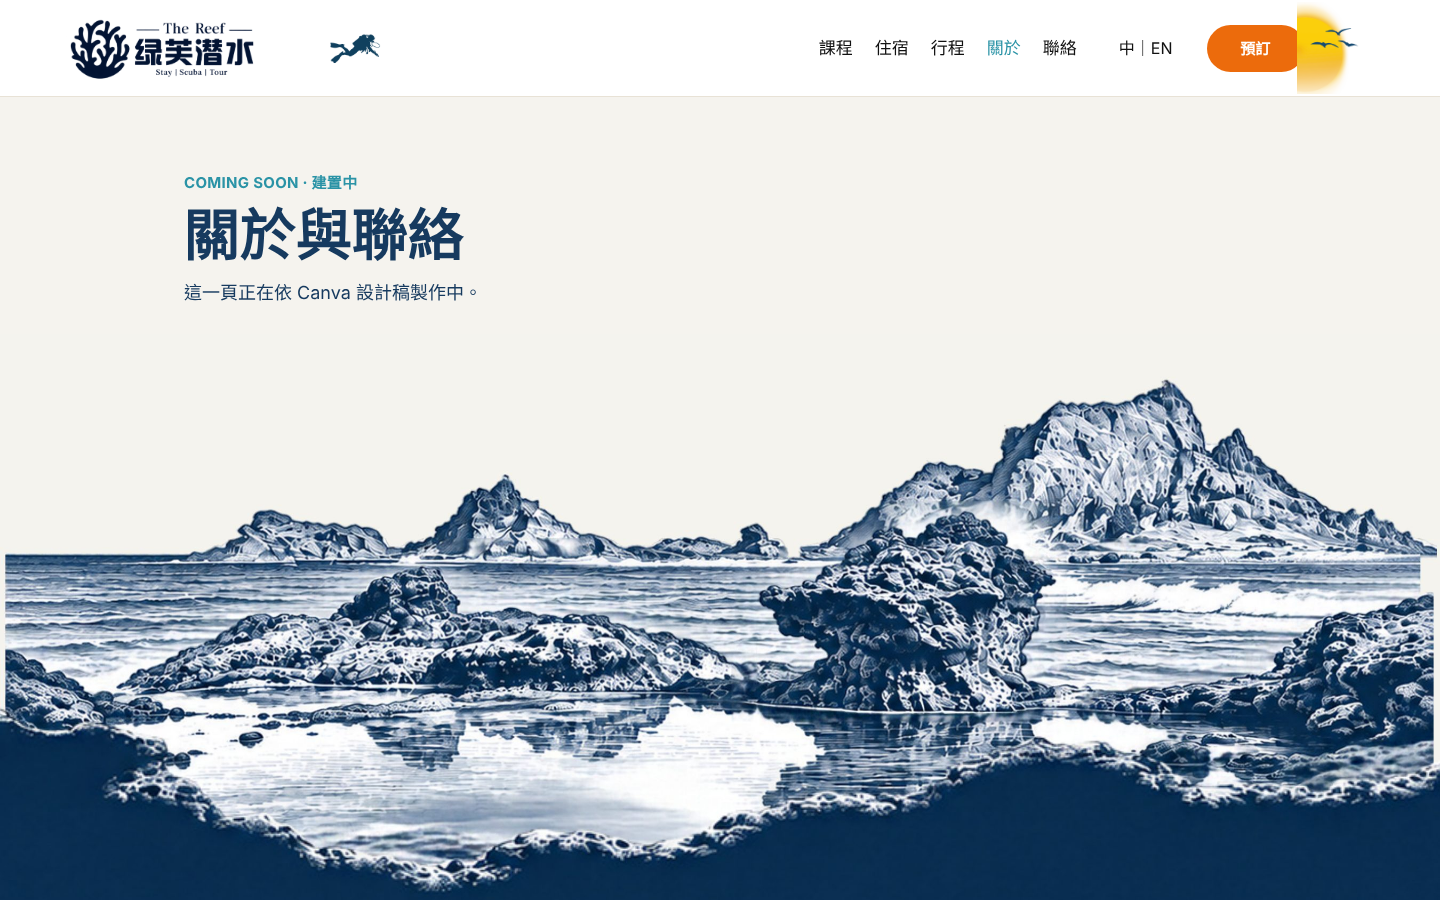 The Reef
绿芙潜水
Stay | Scuba | Tour
課程 住宿 行程 關於 聯絡 中｜EN 預訂
COMING SOON · 建置中
關於與聯絡
這一頁正在依 Canva 設計稿製作中。